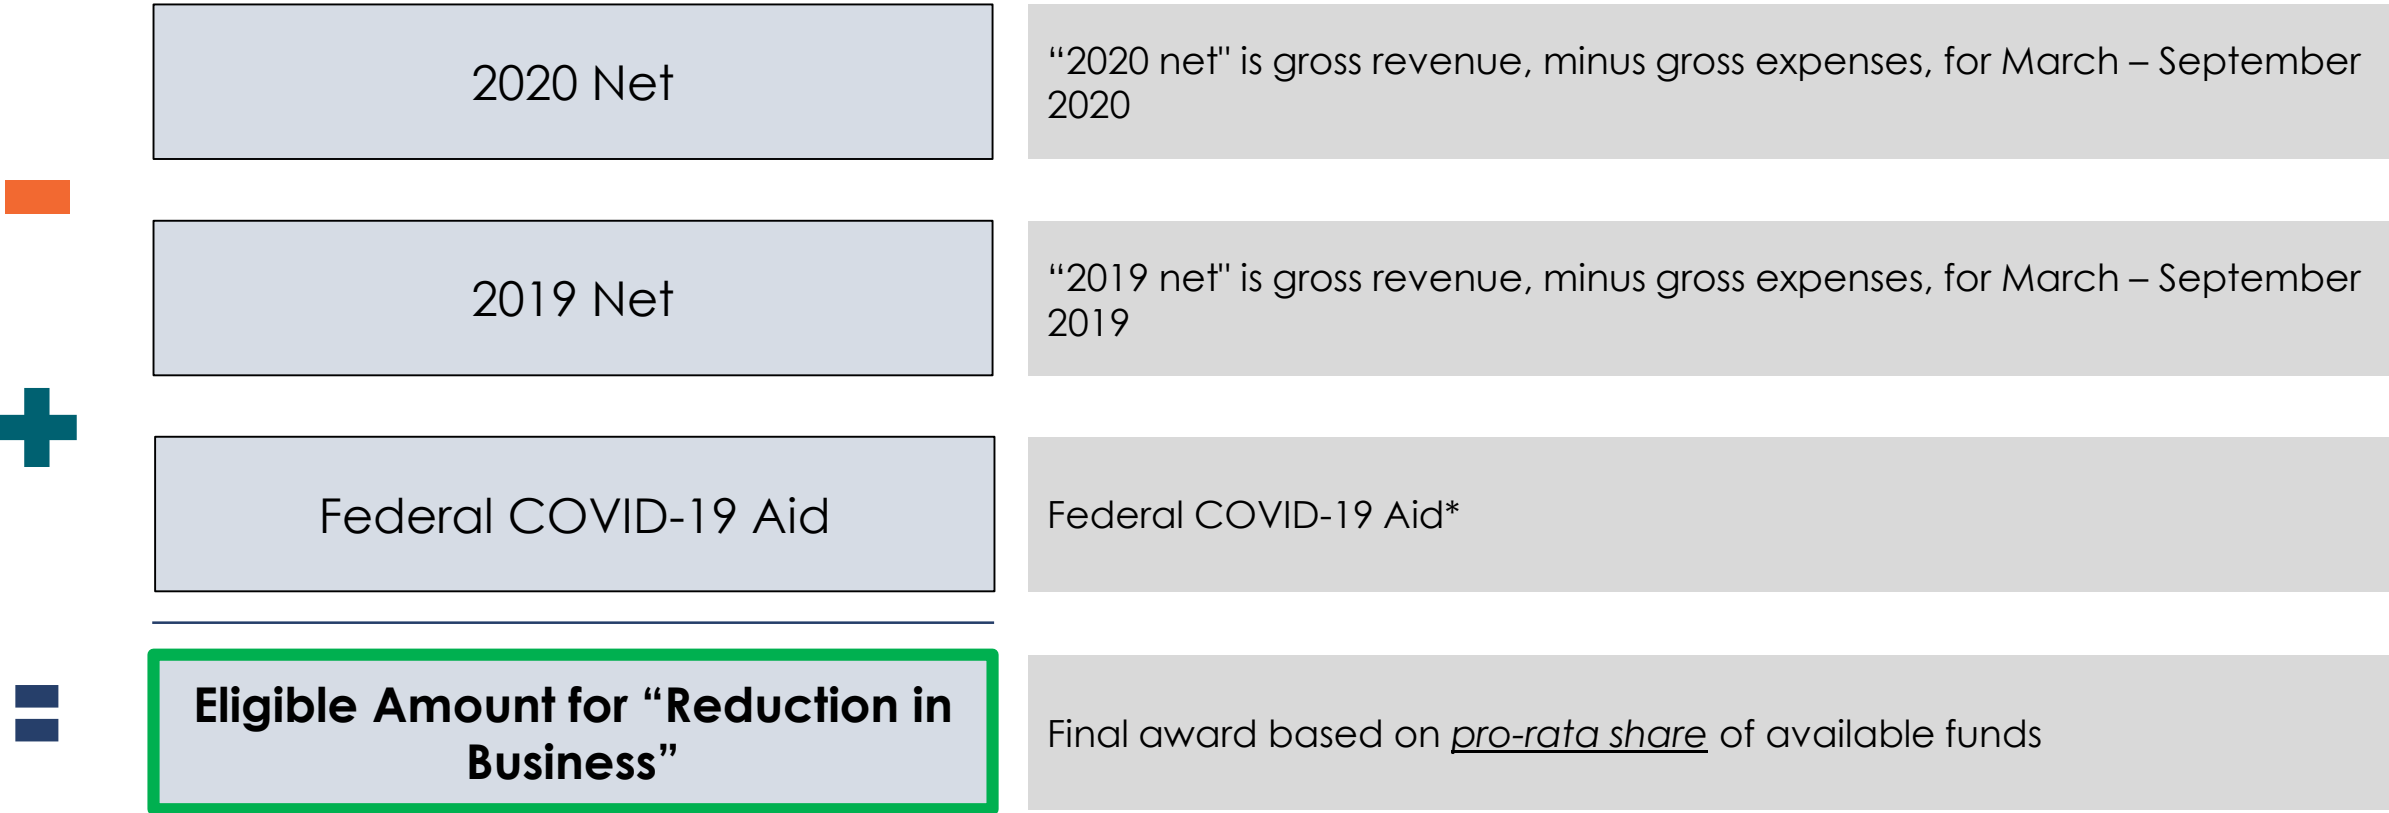 2020 Net
“2020 net" is gross revenue, minus gross expenses, for March – September
2020
2019 Net
“2019 net" is gross revenue, minus gross expenses, for March – September
2019
Federal COVID-19 Aid
Federal COVID-19 Aid*
Eligible Amount for “Reduction in
Business”
Final award based on pro-rata share of available funds